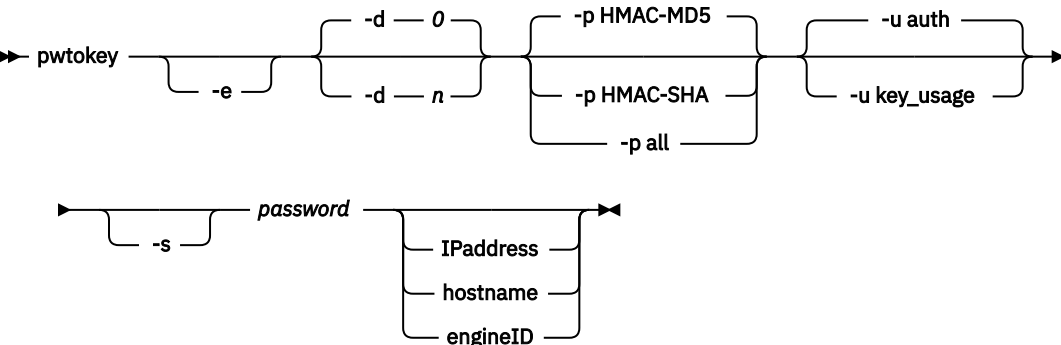 -d 0 -p HMAC-MD5 -u auth
pwtokey
-e -d n -p HMAC-SHA -u key_usage
-p all
-s password IPaddress
hostname
engineID